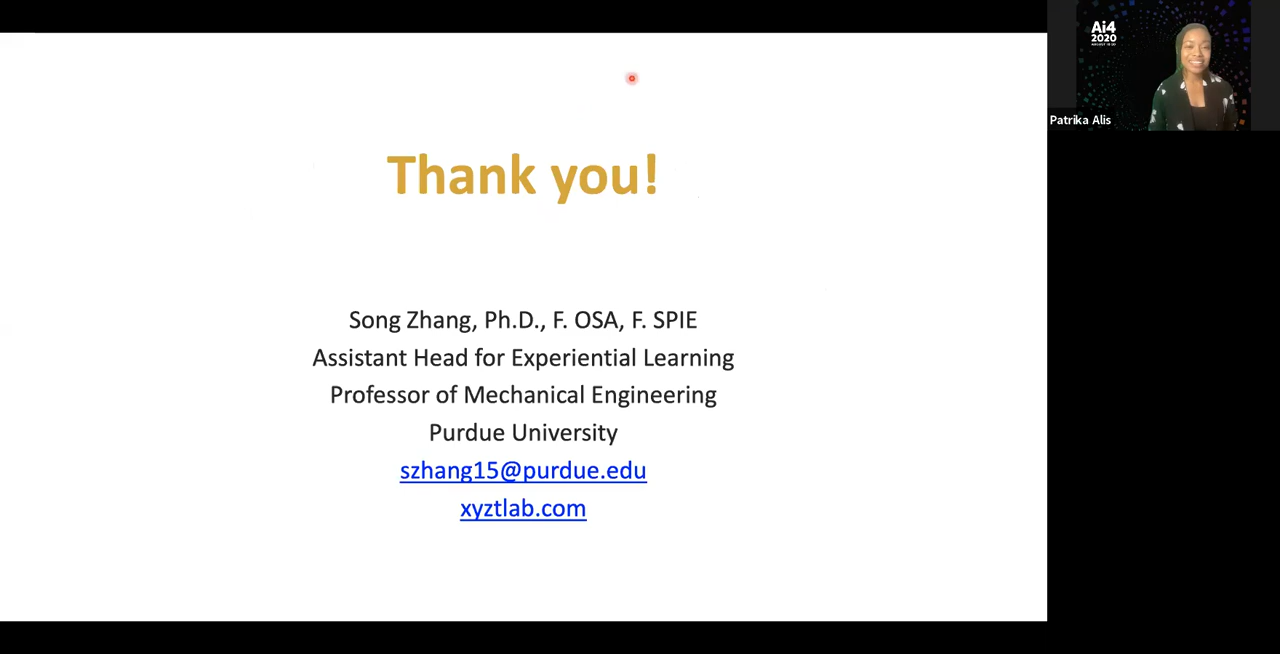 Thank you!
Song Zhang, Ph.D., F. OSA, F. SPIE
Assistant Head for Experiential Learning
Professor of Mechanical Engineering
Purdue University
szhang15@purdue.edu
xyztlab.com
Ai4
2020
Patrika Alis